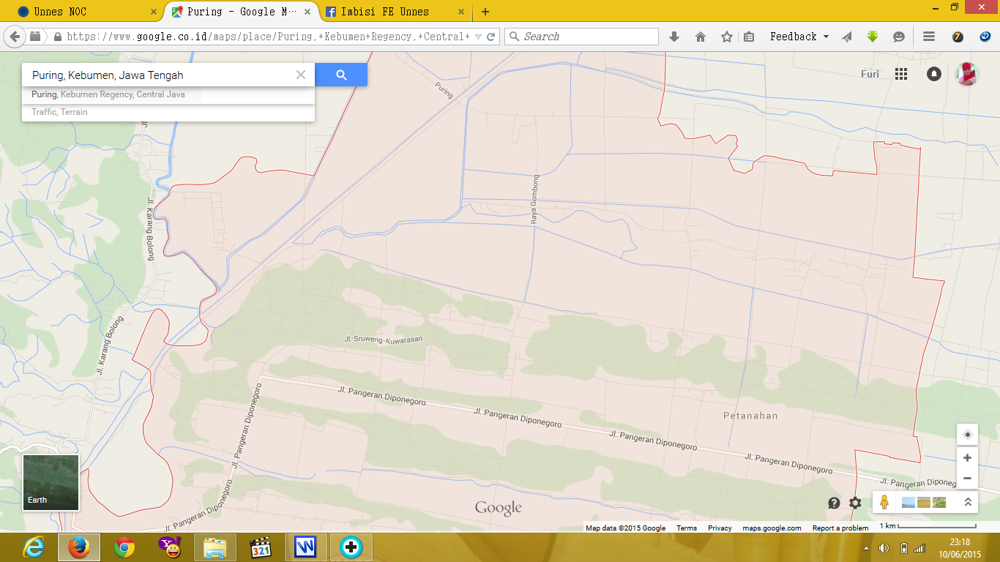 Unnes NOC
Puring - Google M···
Imbisi FE Unnes
https://www.google.co.id/maps/place/Puring,+Kebumen+Regency,+Central+
Search
Feedback
Puring, Kebumen, Jawa Tengah
Puring, Kebumen Regency, Central Java
Traffic, Terrain
Furi
Puring
Raya Gombong
Jl. Karang Bolong
Jl. Karang Bolong
Jl. Sruweng-Kuwarasan
Jl. Pangeran Diponegoro
Jl. Pangeran Diponegoro
Jl. Pangeran Diponegoro
Jl. Pangeran Diponegoro
Jl. Pangeran Diponegoro
Jl. Pangeran Diponeg
Jl. Pangeran Diponegoro
Petanahan
Earth
Google
Map data ©2015 Google Terms Privacy maps.google.com Report a problem 1 km
321
W
23:18
10/06/2015